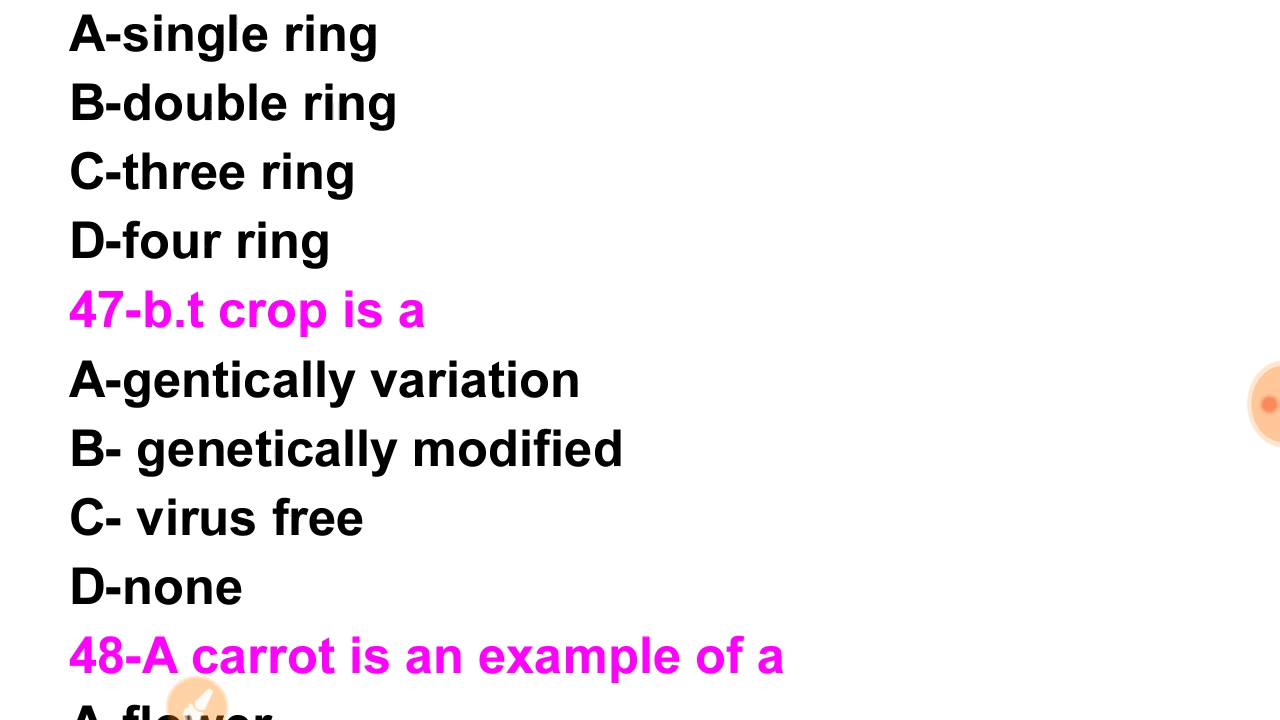 A-single ring
B-double ring
C-three ring
D-four ring
47-b.t crop is a
A-gentically variation
B- genetically modified
C- virus free
D-none
48-A carrot is an example of a
A-flower